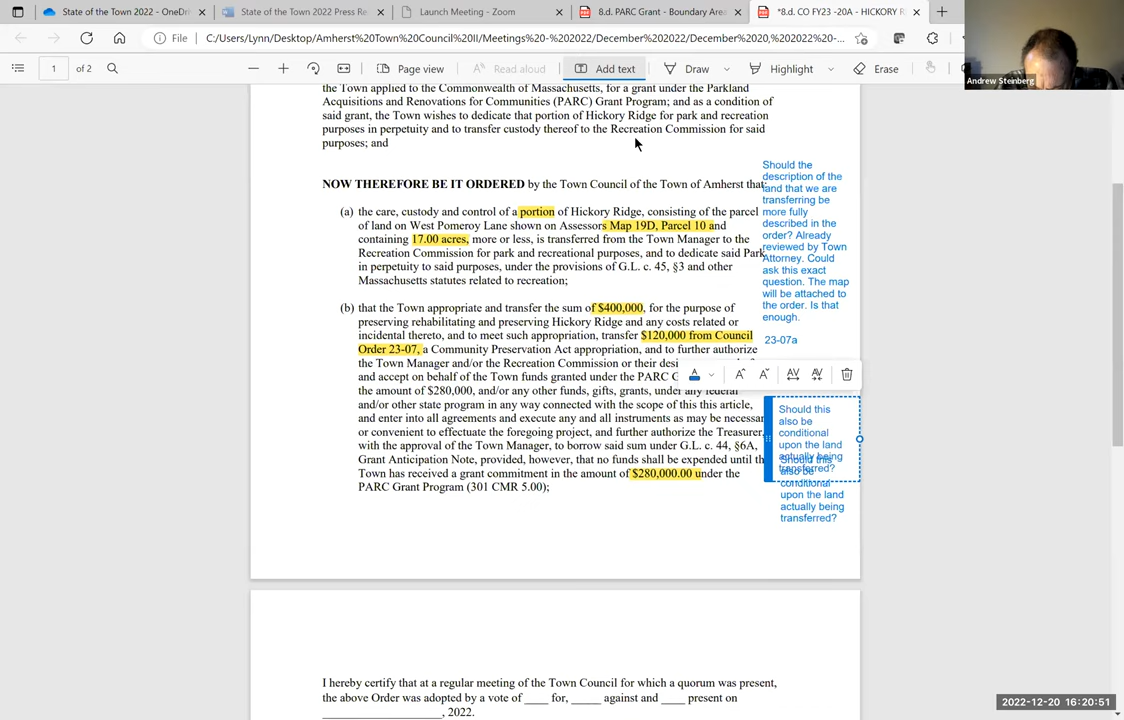 State of the Town 2022 - OneDri
State of the Town 2022 Press Re
Launch Meeting - Zoom
8.d. PARC Grant - Boundary Area
*8.d. CO FY23 -20A - HICKORY R
File
C:/Users/Lynn/Desktop/Amherst%20Town%20Council%20II/Meetings%20-%202022/December%202022/December%2020,%202022%20-...
1 of 2
Page view
Read aloud
Add text
Draw
Highlight
Erase
Andrew Steinberg
the Town applied to the Commonwealth of Massachusetts, for a grant under the Parkland
Acquisitions and Renovations for Communities (PARC) Grant Program; and as a condition of
said grant, the Town wishes to dedicate that portion of Hickory Ridge for park and recreation
purposes in perpetuity and to transfer custody thereof to the Recreation Commission for said
purposes; and
NOW THEREFORE BE IT ORDERED by the Town Council of the Town of Amherst that:
(a) the care, custody and control of a portion of Hickory Ridge, consisting of the parcel
of land on West Pomeroy Lane shown on Assessors Map 19D, Parcel 10 and
containing 17.00 acres, more or less, is transferred from the Town Manager to the
Recreation Commission for park and recreational purposes, and to dedicate said Park
in perpetuity to said purposes, under the provisions of G.L. c. 45, §3 and other
Massachusetts statutes related to recreation;
(b) that the Town appropriate and transfer the sum of $400,000, for the purpose of
preserving rehabilitating and preserving Hickory Ridge and any costs related or
incidental thereto, and to meet such appropriation, transfer $120,000 from Council
Order 23-07, a Community Preservation Act appropriation, and to further authorize
the Town Manager and/or the Recreation Commission or their desi
and accept on behalf of the Town funds granted under the PARC G
the amount of $280,000, and/or any other funds, gifts, grants, under any federal
and/or other state program in any way connected with the scope of this this article,
and enter into all agreements and execute any and all instruments as may be necessar
or convenient to effectuate the foregoing project, and further authorize the Treasurer,
with the approval of the Town Manager, to borrow said sum under G.L. c. 44, §6A,
Grant Anticipation Note, provided, however, that no funds shall be expended until th
Town has received a grant commitment in the amount of $280,000.00 under the
PARC Grant Program (301 CMR 5.00);
Should the
description of the
land that we are
transferring be
more fully
described in the
order? Already
reviewed by Town
Attorney. Could
ask this exact
question. The map
will be attached to
the order. Is that
enough.
23-07a
Should this
also be
conditional
upon the land
actually being
transferred?
Should this
also be
conditional
upon the land
actually being
transferred?
I hereby certify that at a regular meeting of the Town Council for which a quorum was present,
the above Order was adopted by a vote of ____ for, _____ against and ____ present on
____________________, 2022.
2022-12-20 16:20:51